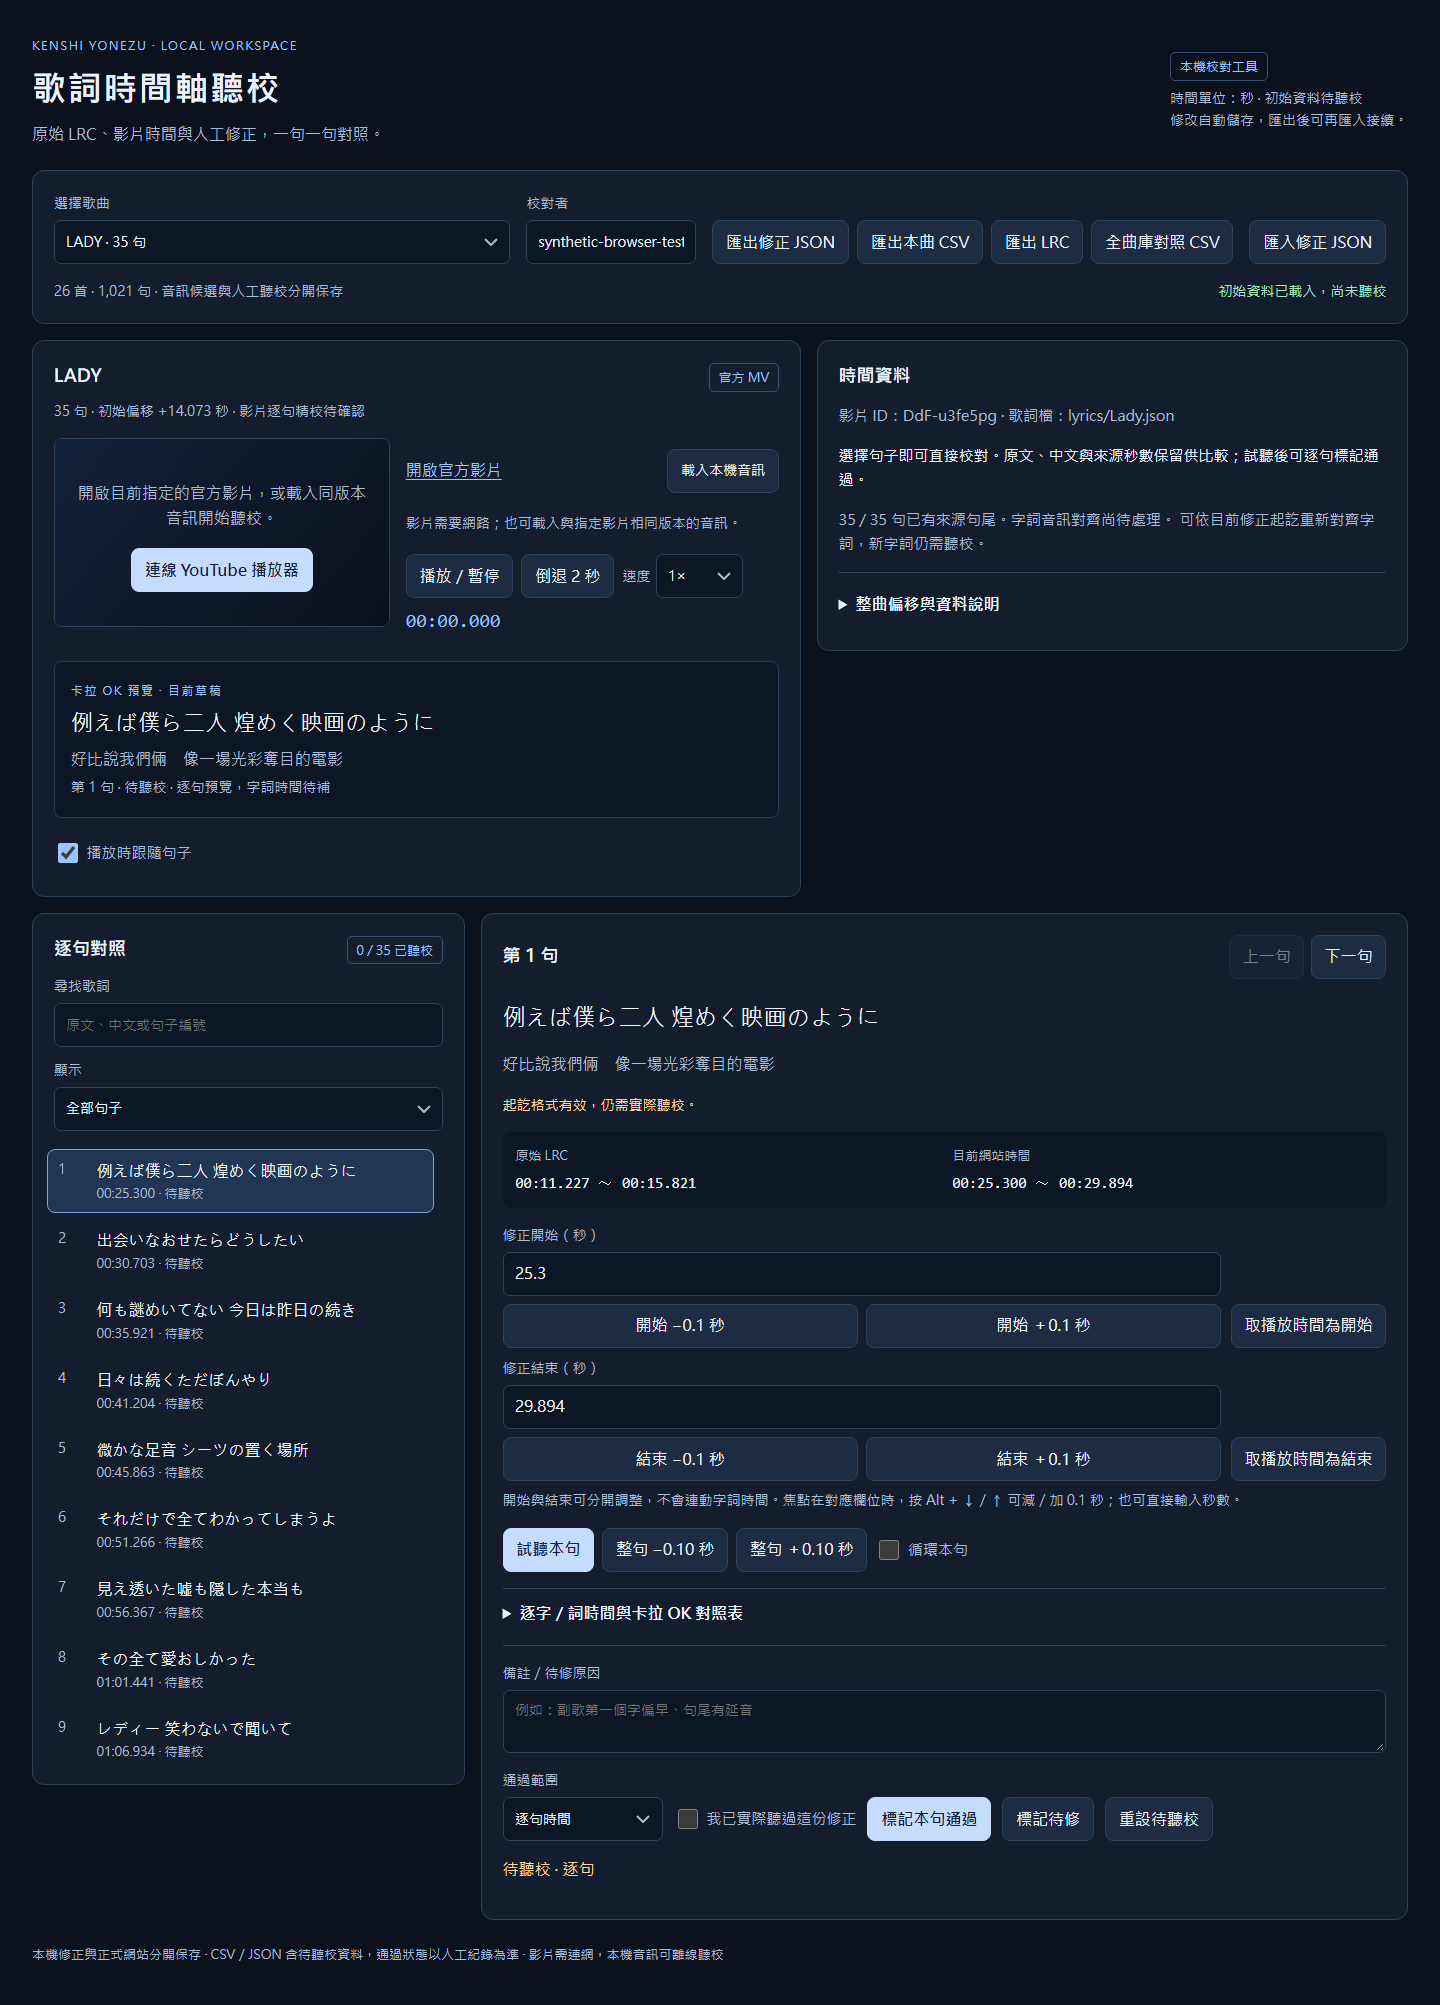 KENSHI YONEZU · LOCAL WORKSPACE
歌詞時間軸聽校
原始 LRC、影片時間與人工修正，一句一句對照。
本機校對工具
時間單位：秒 · 初始資料待聽校
修改自動儲存，匯出後可再匯入接續。
選擇歌曲
LADY · 35 句
校對者
synthetic-browser-test
匯出修正 JSON
匯出本曲 CSV
匯出 LRC
全曲庫對照 CSV
匯入修正 JSON
26 首 · 1,021 句 · 音訊候選與人工聽校分開保存
初始資料已載入，尚未聽校
LADY
官方 MV
35 句 · 初始偏移 +14.073 秒 · 影片逐句精校待確認
開啟目前指定的官方影片，或載入同版本
音訊開始聽校。
連線 YouTube 播放器
開啟官方影片
載入本機音訊
影片需要網路；也可載入與指定影片相同版本的音訊。
播放 / 暫停
倒退 2 秒
速度
1×
00:00.000
卡拉 OK 預覽 · 目前草稿
例えば僕ら二人 煌めく映画のように
好比說我們倆　像一場光彩奪目的電影
第 1 句 · 待聽校 · 逐句預覽，字詞時間待補
播放時跟隨句子
時間資料
影片 ID：DdF-u3fe5pg · 歌詞檔：lyrics/Lady.json
選擇句子即可直接校對。原文、中文與來源秒數保留供比較；試聽後可逐句標記通
過。
35 / 35 句已有來源句尾。字詞音訊對齊尚待處理。 可依目前修正起訖重新對齊字
詞，新字詞仍需聽校。
▶ 整曲偏移與資料說明
逐句對照
0 / 35 已聽校
尋找歌詞
原文、中文或句子編號
顯示
全部句子
1 例えば僕ら二人 煌めく映画のように
00:25.300 · 待聽校
2 出会いなおせたらどうしたい
00:30.703 · 待聽校
3 何も謎めいてない 今日は昨日の続き
00:35.921 · 待聽校
4 日々は続くただぼんやり
00:41.204 · 待聽校
5 微かな足音 シーツの置く場所
00:45.863 · 待聽校
6 それだけで全てわかってしまうよ
00:51.266 · 待聽校
7 見え透いた嘘も隠した本当も
00:56.367 · 待聽校
8 その全て愛おしかった
01:01.441 · 待聽校
9 レディー 笑わないで聞いて
01:06.934 · 待聽校
第 1 句
上一句
下一句
例えば僕ら二人 煌めく映画のように
好比說我們倆　像一場光彩奪目的電影
起訖格式有效，仍需實際聽校。
原始 LRC
00:11.227 ～ 00:15.821
目前網站時間
00:25.300 ～ 00:29.894
修正開始（秒）
25.3
開始 −0.1 秒
開始 ＋0.1 秒
取播放時間為開始
修正結束（秒）
29.894
結束 −0.1 秒
結束 ＋0.1 秒
取播放時間為結束
開始與結束可分開調整，不會連動字詞時間。焦點在對應欄位時，按 Alt + ↓ / ↑ 可減 / 加 0.1 秒；也可直接輸入秒數。
試聽本句
整句 −0.10 秒
整句 ＋0.10 秒
循環本句
▶ 逐字 / 詞時間與卡拉 OK 對照表
備註 / 待修原因
例如：副歌第一個字偏早、句尾有延音
通過範圍
逐句時間
我已實際聽過這份修正
標記本句通過
標記待修
重設待聽校
待聽校 · 逐句
本機修正與正式網站分開保存 · CSV / JSON 含待聽校資料，通過狀態以人工紀錄為準 · 影片需連網，本機音訊可離線聽校